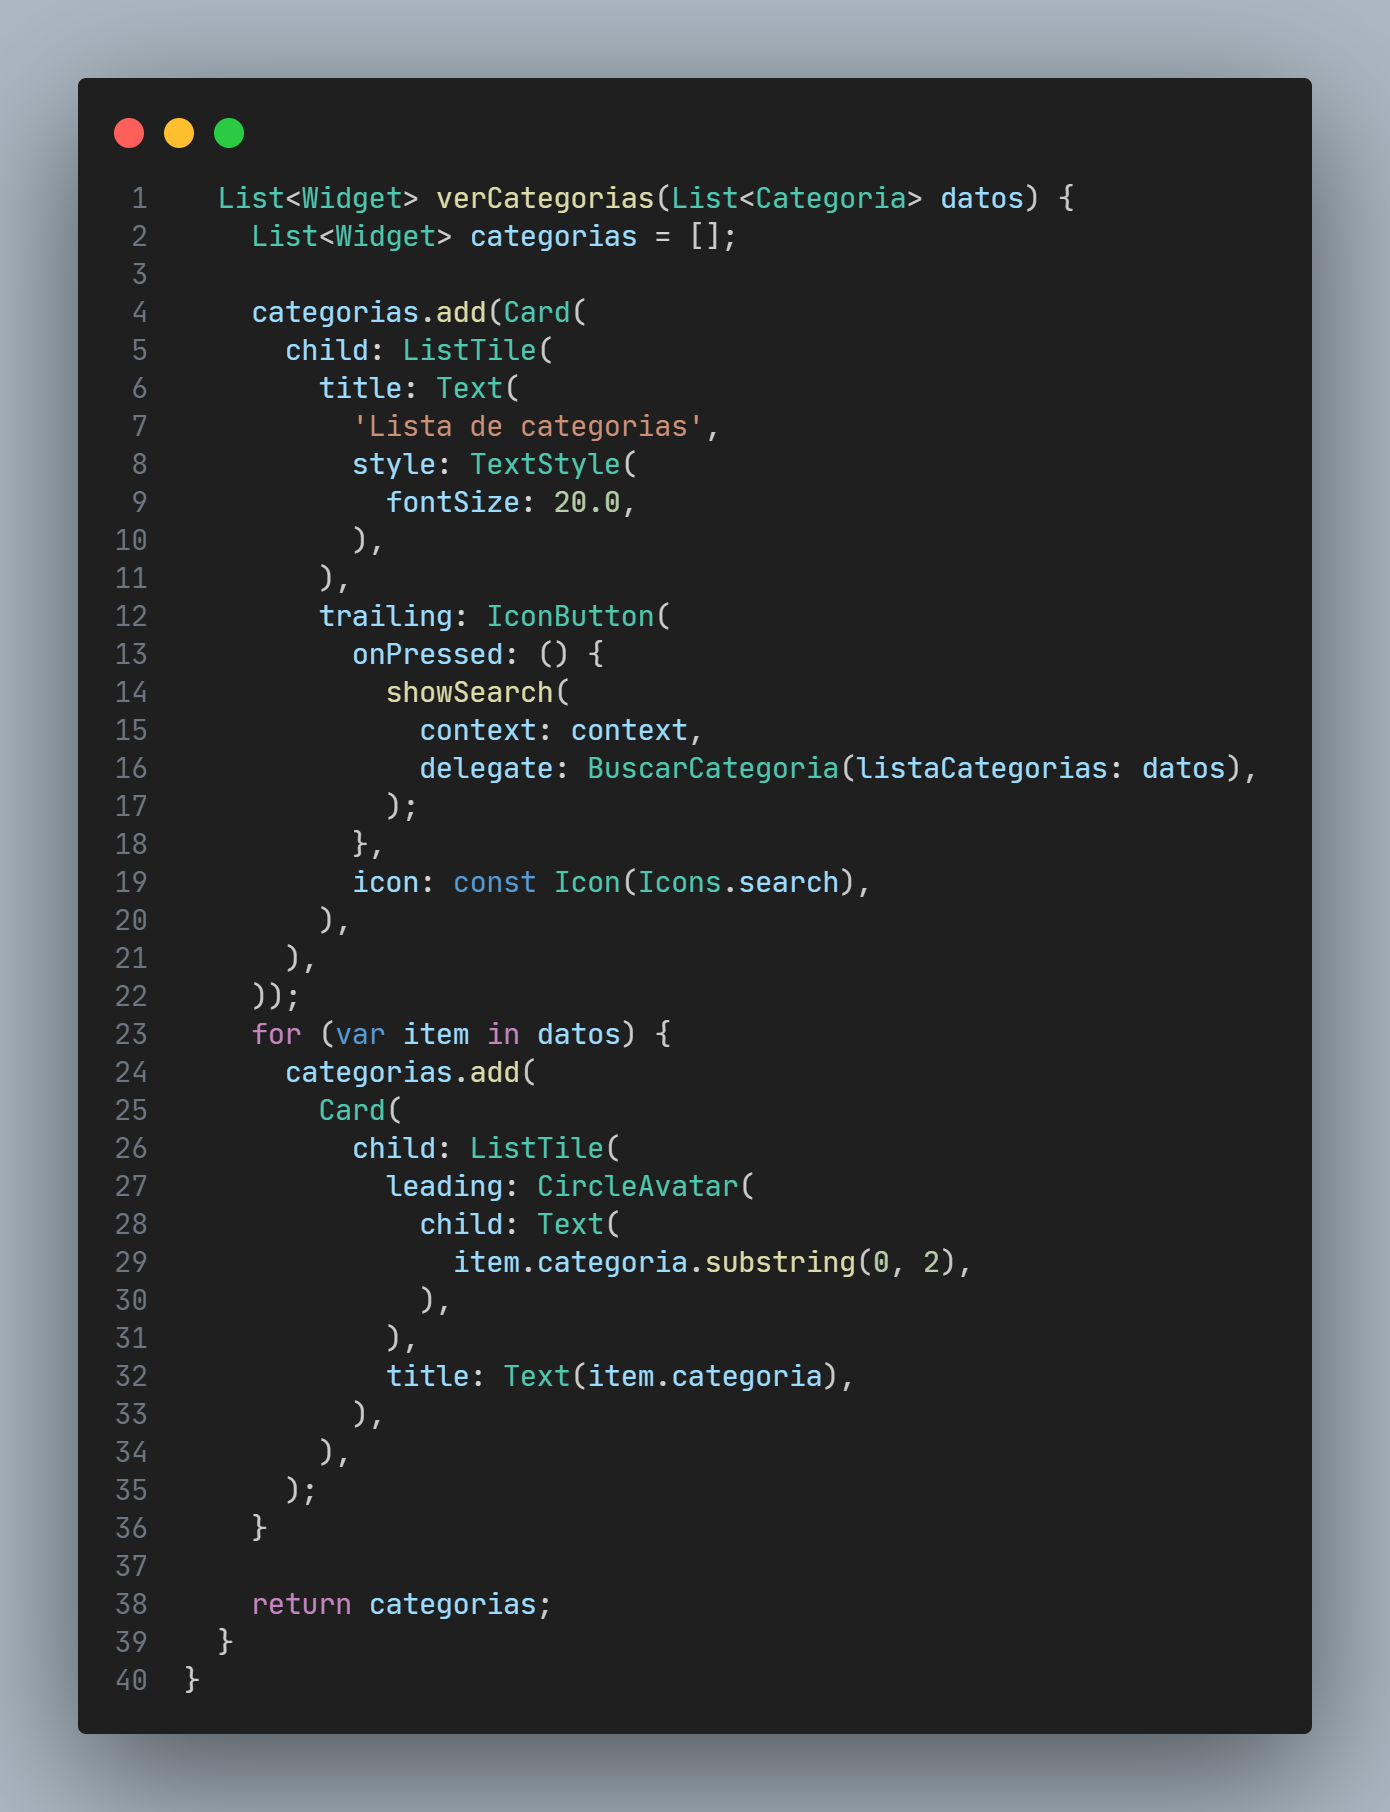 1 List<Widget> verCategorias(List<Categoria> datos) {
2 List<Widget> categorias = [];
3
4 categorias.add(Card(
5 child: ListTile(
6 title: Text(
7 'Lista de categorias',
8 style: TextStyle(
9 fontSize: 20.0,
10 ),
11 ),
12 trailing: IconButton(
13 onPressed: () {
14 showSearch(
15 context: context,
16 delegate: BuscarCategoria(listaCategorias: datos),
17 );
18 },
19 icon: const Icon(Icons.search),
20 ),
21 ),
22 ));
23 for (var item in datos) {
24 categorias.add(
25 Card(
26 child: ListTile(
27 leading: CircleAvatar(
28 child: Text(
29 item.categoria.substring(0, 2),
30 ),
31 ),
32 title: Text(item.categoria),
33 ),
34 ),
35 );
36 }
37
38 return categorias;
39 }
40 }